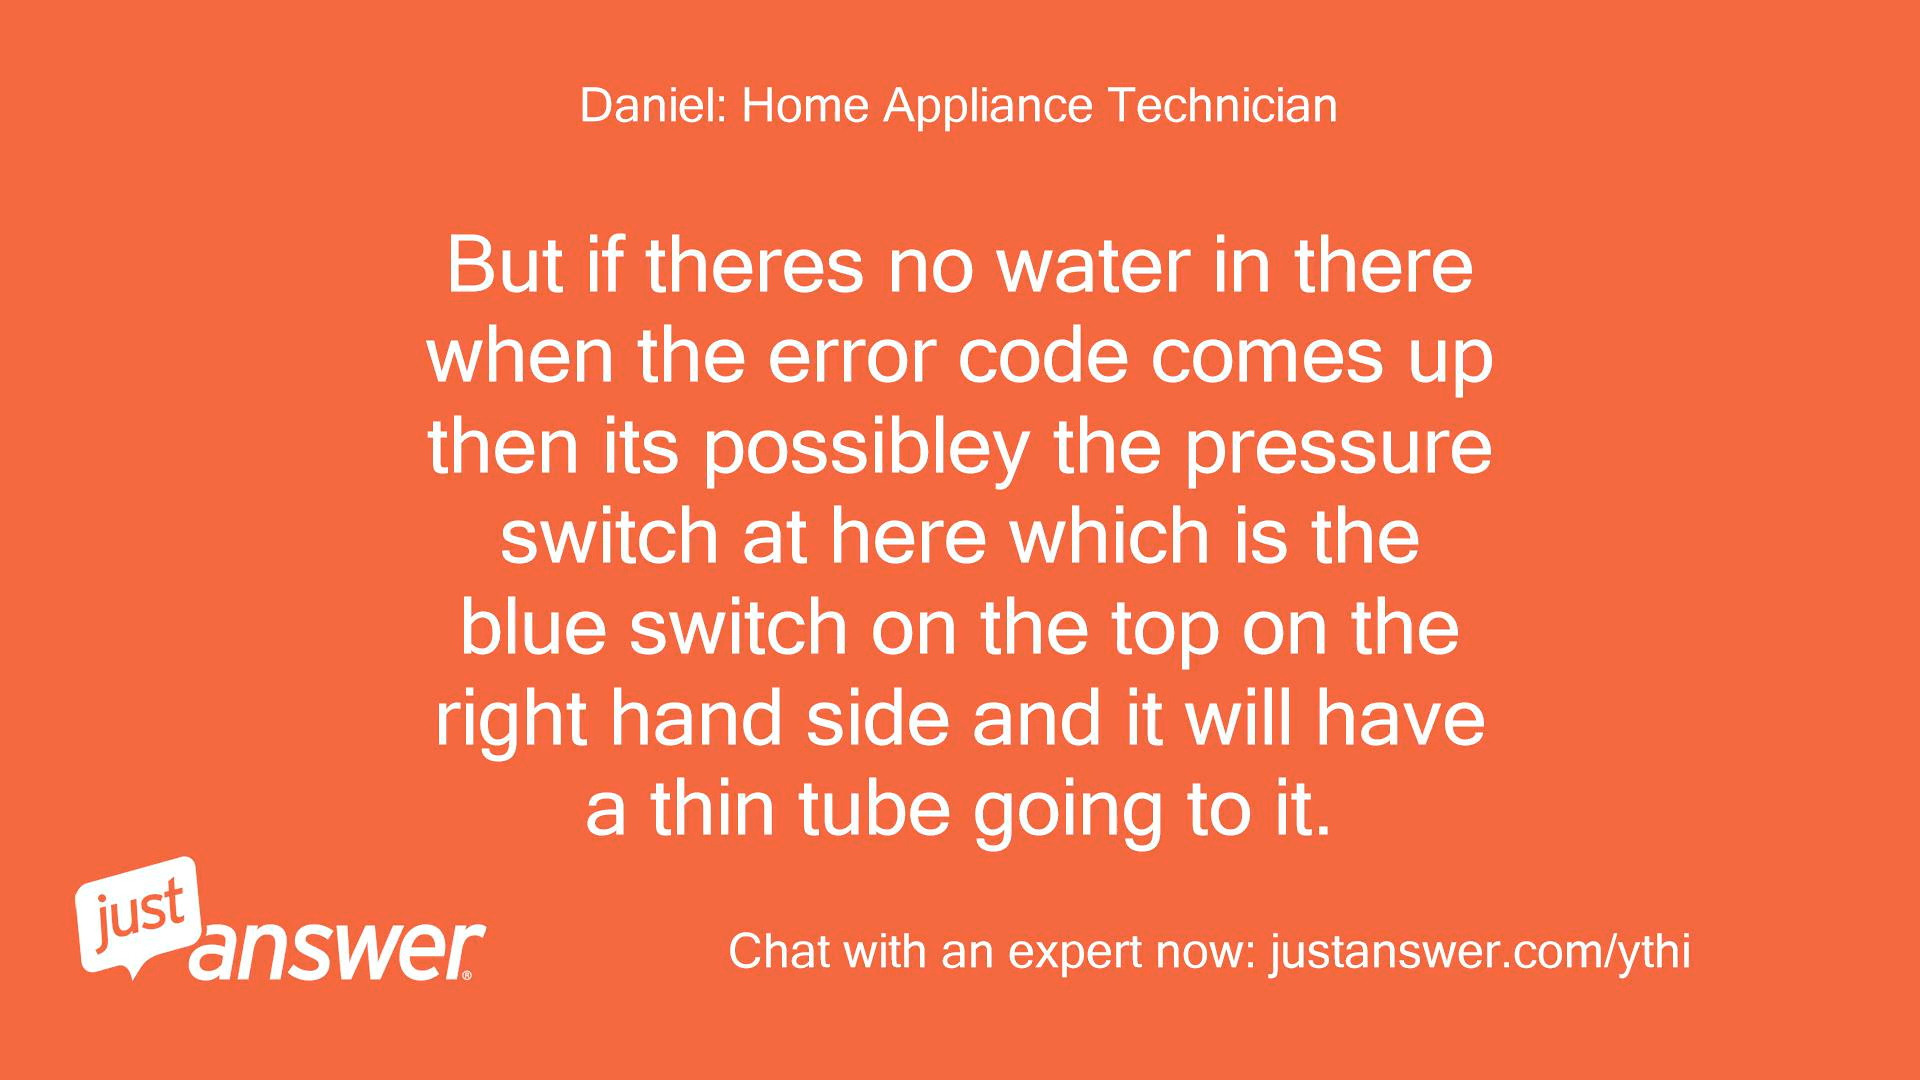 Daniel: Home Appliance Technician
But if theres no water in there
when the error code comes up
then its possibley the pressure
switch at here which is the
blue switch on the top on the
right hand side and it will have
a thin tube going to it.
just
answer®
Chat with an expert now: justanswer.com/ythi